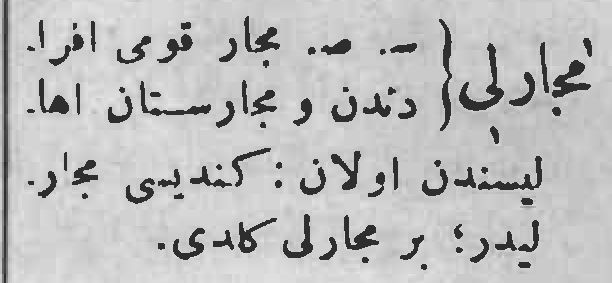 مجارلی { س. ص. مجار قومی افرا.
دندن و مجارستان اها.
لیسندن اولان : کندیسی مجار.
لیدر؛ بر مجارلی کلدی.